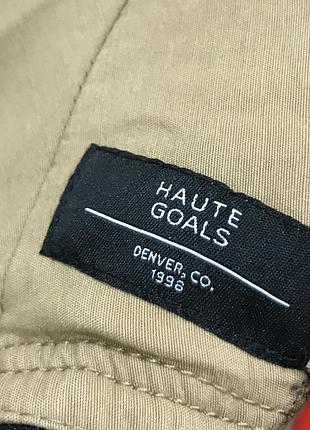 HAUTE
GOALS
DENVER, CO.
1998